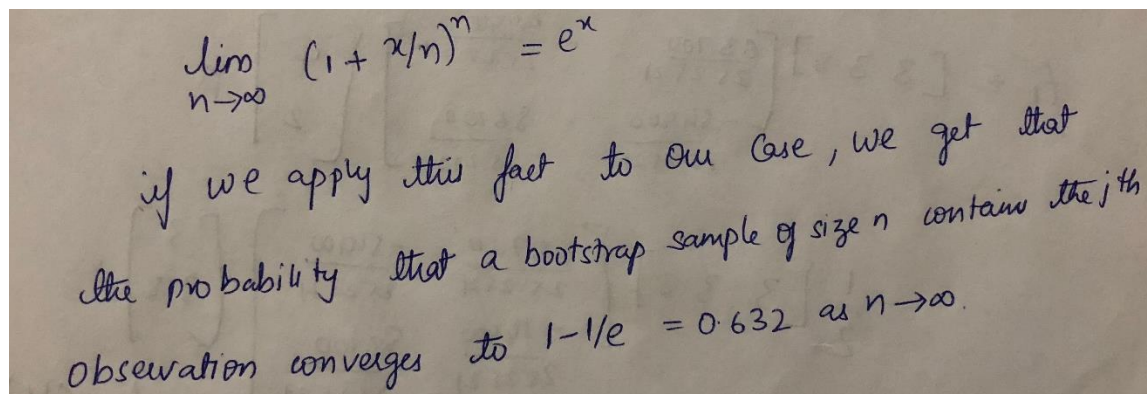 lim (1 + x/n)^n = e^x
n→∞
if we apply this fact to our case, we get that
the probability that a bootstrap sample of size n contains the jth
observation converges to 1-1/e = 0.632 as n→∞.